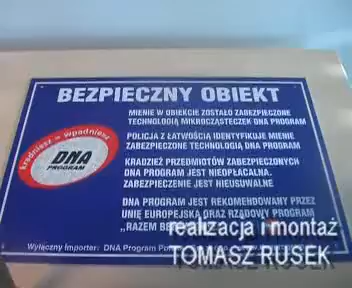 BEZPIECZNY OBIEKT
MIENIE W OBIEKCIE ZOSTAŁO ZABEZPIECZONE
TECHNOLOGIĄ MIKROCZĄSTECZEK DNA PROGRAM
POLICJA Z ŁATWOŚCIĄ IDENTYFIKUJE MIENIE
ZABEZPIECZONE TECHNOLOGIĄ DNA PROGRAM
kradniesz = wpadniesz
DNA
PROGRAM
KRADZIEŻ PRZEDMIOTÓW ZABEZPIECZONYCH
DNA PROGRAM JEST NIEOPŁACALNA.
ZABEZPIECZENIE JEST NIEUSUWALNE
DNA PROGRAM JEST REKOMENDOWANY PRZEZ
UNIĘ EUROPEJSKĄ ORAZ RZĄDOWY PROGRAM
"RAZEM
realizacja i montaż
Wyłączny Importer: DNA Program
TOMASZ RUSEK